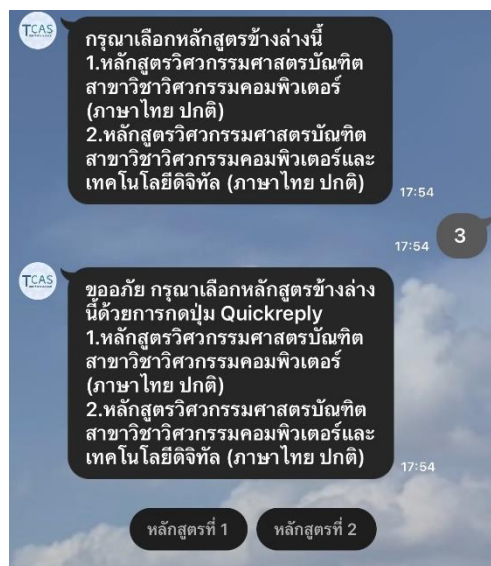 TCAS
กรุณาเลือกหลักสูตรข้างล่างนี้
1.หลักสูตรวิศวกรรมศาสตรบัณฑิต
สาขาวิชาวิศวกรรมคอมพิวเตอร์
(ภาษาไทย ปกติ)
2.หลักสูตรวิศวกรรมศาสตรบัณฑิต
สาขาวิชาวิศวกรรมคอมพิวเตอร์และ
เทคโนโลยีดิจิทัล (ภาษาไทย ปกติ)
17:54
17:54 3
TCAS
ขออภัย กรุณาเลือกหลักสูตรข้างล่าง
นี้ด้วยการกดปุ่ม Quickreply
1.หลักสูตรวิศวกรรมศาสตรบัณฑิต
สาขาวิชาวิศวกรรมคอมพิวเตอร์
(ภาษาไทย ปกติ)
2.หลักสูตรวิศวกรรมศาสตรบัณฑิต
สาขาวิชาวิศวกรรมคอมพิวเตอร์และ
เทคโนโลยีดิจิทัล (ภาษาไทย ปกติ)
17:54
หลักสูตรที่ 1 หลักสูตรที่ 2